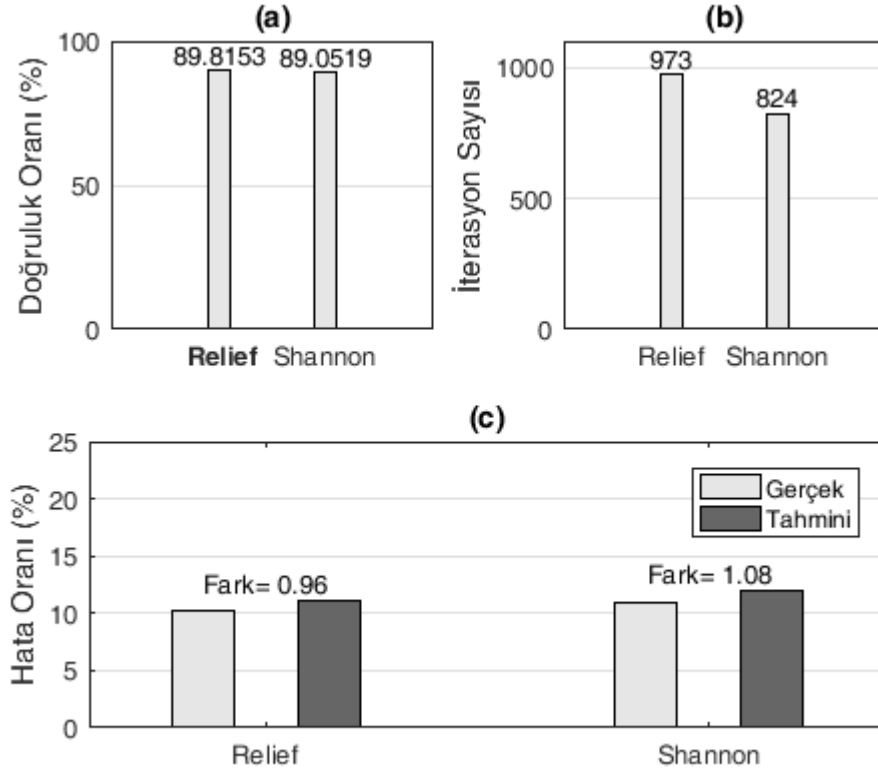 (a)
Doğruluk Oranı (%)
100
50
0
89.8153 89.0519
Relief Shannon
(b)
İterasyon Sayısı
1000
500
0
973
824
Relief Shannon
(c)
Hata Oranı (%)
25
20
15
10
5
0
Gerçek
Tahmini
Fark= 0.96
Fark= 1.08
Relief
Shannon